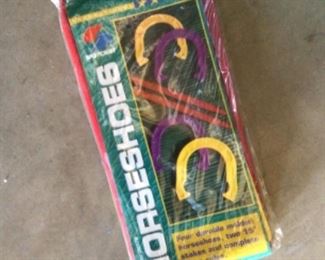 HORSESHOES
Four durable molded
horseshoes, two 15"
stakes and complete